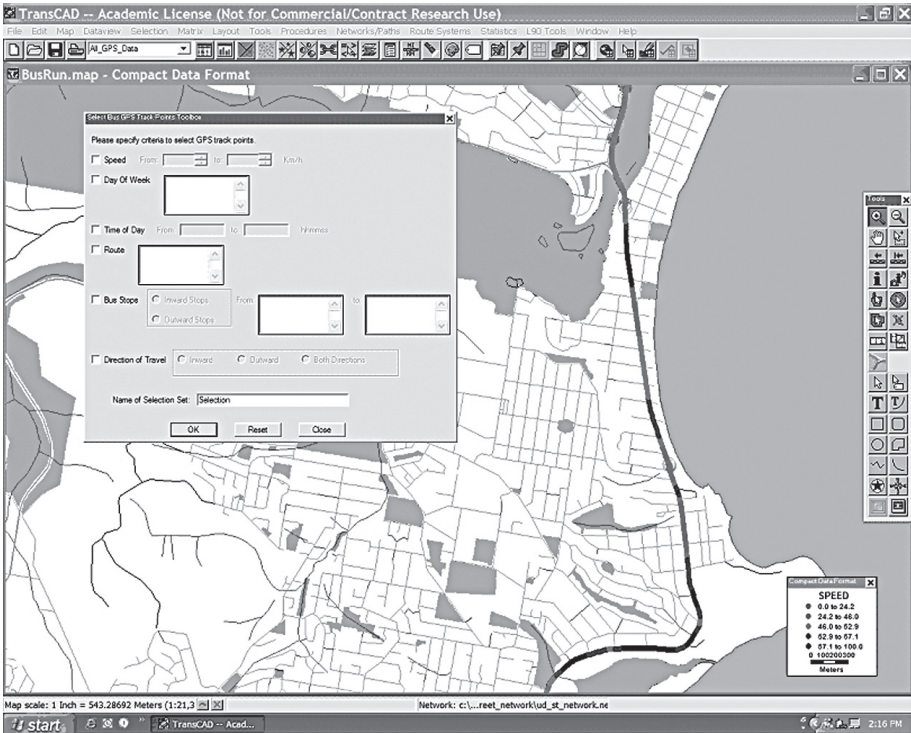 TransCAD -- Academic License (Not for Commercial/Contract Research Use)
File Edit Map Dataview Selection Matrix Layout Tools Procedures Networks/Paths Route Systems Statistics L90 Tools Window Help
All_GPS_Data
BusRun.map - Compact Data Format
Select Bus GPS Track Points Toolbox
Please specify criteria to select GPS track points.
Speed From: to: Km/h
Day Of Week
Time of Day From to hhmmss
Route
Bus Stops Inward Stops From to
Outward Stops
Direction of Travel Inward Outward Both Directions
Name of Selection Set: Selection
OK Reset Close
Tools
Compact Data Format
SPEED
0.0 to 24.2
24.2 to 46.0
46.0 to 52.9
52.9 to 57.1
57.1 to 100.0
0 100200300
Meters
Map scale: 1 Inch = 543.28692 Meters (1:21,3
Network: c:\...reet_network\ud_st_network.ne
start
TransCAD -- Acad...
2:16 PM